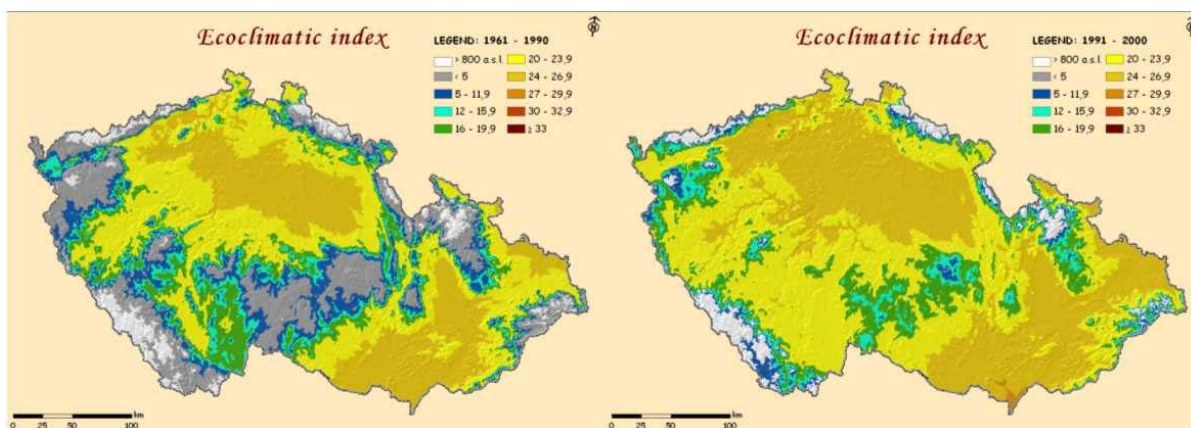 Ecoclimatic index
LEGEND: 1961 - 1990
> 800 a.s.l.
< 5
5 - 11,9
12 - 15,9
16 - 19,9
20 - 23,9
24 - 26,9
27 - 29,9
30 - 32,9
≥ 33
N
0 25 50 100
km
Ecoclimatic index
LEGEND: 1991 - 2000
> 800 a.s.l.
< 5
5 - 11,9
12 - 15,9
16 - 19,9
20 - 23,9
24 - 26,9
27 - 29,9
30 - 32,9
≥ 33
N
0 25 50 100
km